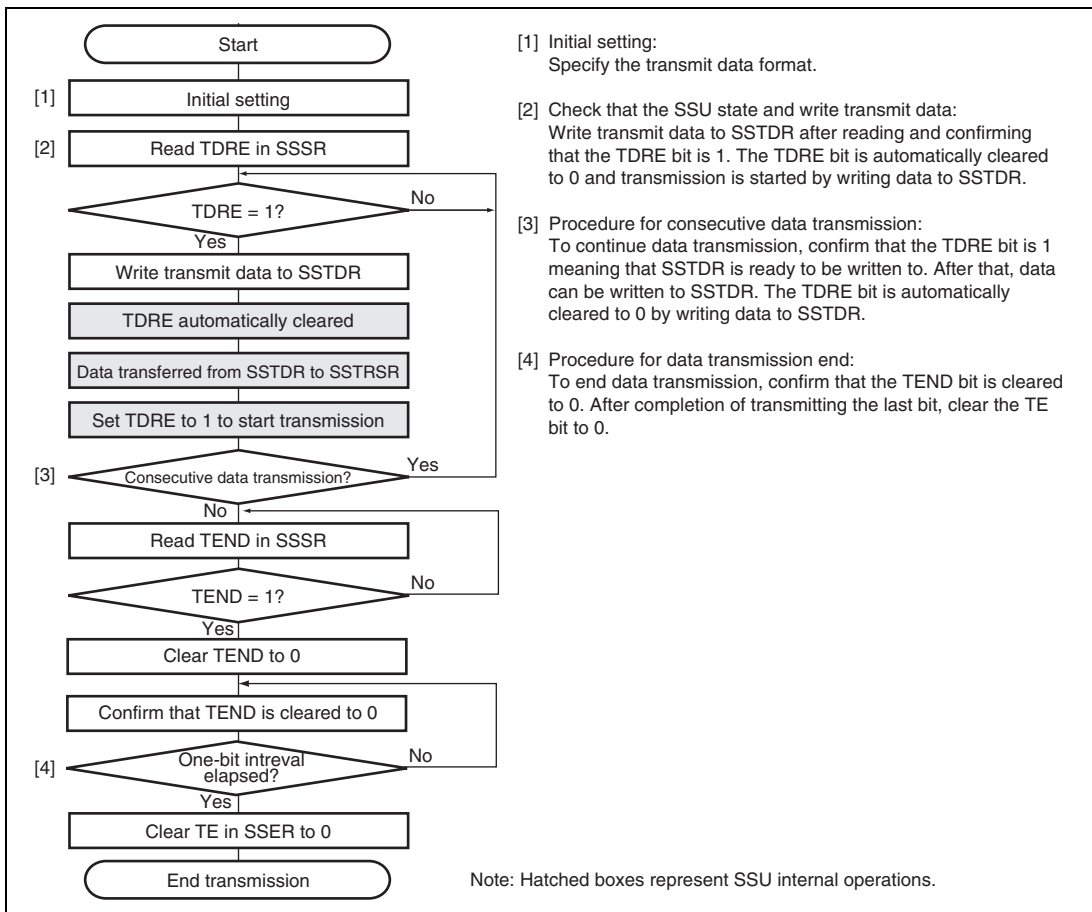 Start
[1] Initial setting
[2] Read TDRE in SSSR
TDRE = 1?
No
Yes
Write transmit data to SSTDR
TDRE automatically cleared
Data transferred from SSTDR to SSTRSR
Set TDRE to 1 to start transmission
[3] Consecutive data transmission?
Yes
No
Read TEND in SSSR
TEND = 1?
No
Yes
Clear TEND to 0
Confirm that TEND is cleared to 0
[4] One-bit intreval
elapsed?
No
Yes
Clear TE in SSER to 0
End transmission
[1] Initial setting:
Specify the transmit data format.
[2] Check that the SSU state and write transmit data:
Write transmit data to SSTDR after reading and confirming
that the TDRE bit is 1. The TDRE bit is automatically cleared
to 0 and transmission is started by writing data to SSTDR.
[3] Procedure for consecutive data transmission:
To continue data transmission, confirm that the TDRE bit is 1
meaning that SSTDR is ready to be written to. After that, data
can be written to SSTDR. The TDRE bit is automatically
cleared to 0 by writing data to SSTDR.
[4] Procedure for data transmission end:
To end data transmission, confirm that the TEND bit is cleared
to 0. After completion of transmitting the last bit, clear the TE
bit to 0.
Note: Hatched boxes represent SSU internal operations.